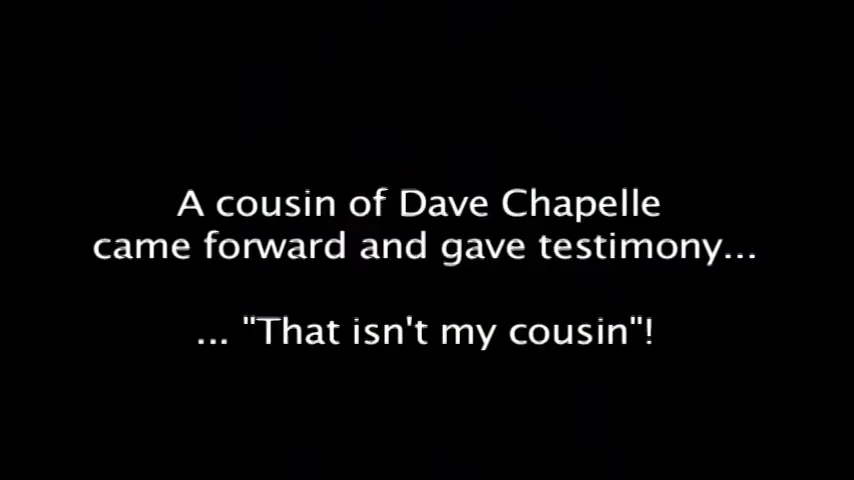 A cousin of Dave Chapelle
came forward and gave testimony...
... "That isn't my cousin"!